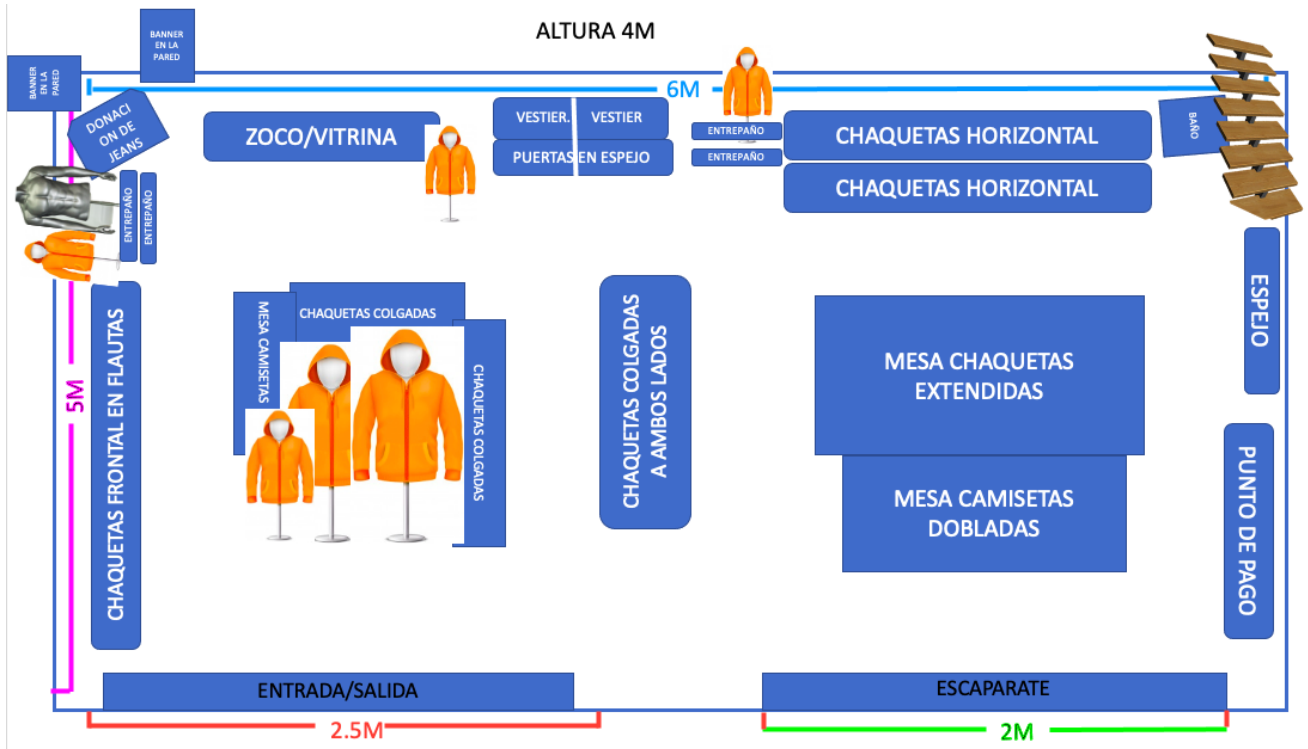 ALTURA 4M
BANNER
EN LA
PARED
BANNER
EN LA
PARED
6M
DONACI
ON DE
JEANS
ZOCO/VITRINA
VESTIER.
VESTIER
PUERTAS EN ESPEJO
ENTREPAÑO
ENTREPAÑO
CHAQUETAS HORIZONTAL
CHAQUETAS HORIZONTAL
BAÑO
ENTREPAÑO
ENTREPAÑO
5M
CHAQUETAS FRONTAL EN FLAUTAS
MESA CAMISETAS
CHAQUETAS COLGADAS
CHAQUETAS COLGADAS
CHAQUETAS COLGADAS
A AMBOS LADOS
MESA CHAQUETAS
EXTENDIDAS
MESA CAMISETAS
DOBLADAS
ESPEJO
PUNTO DE PAGO
ENTRADA/SALIDA
ESCAPARATE
2.5M
2M